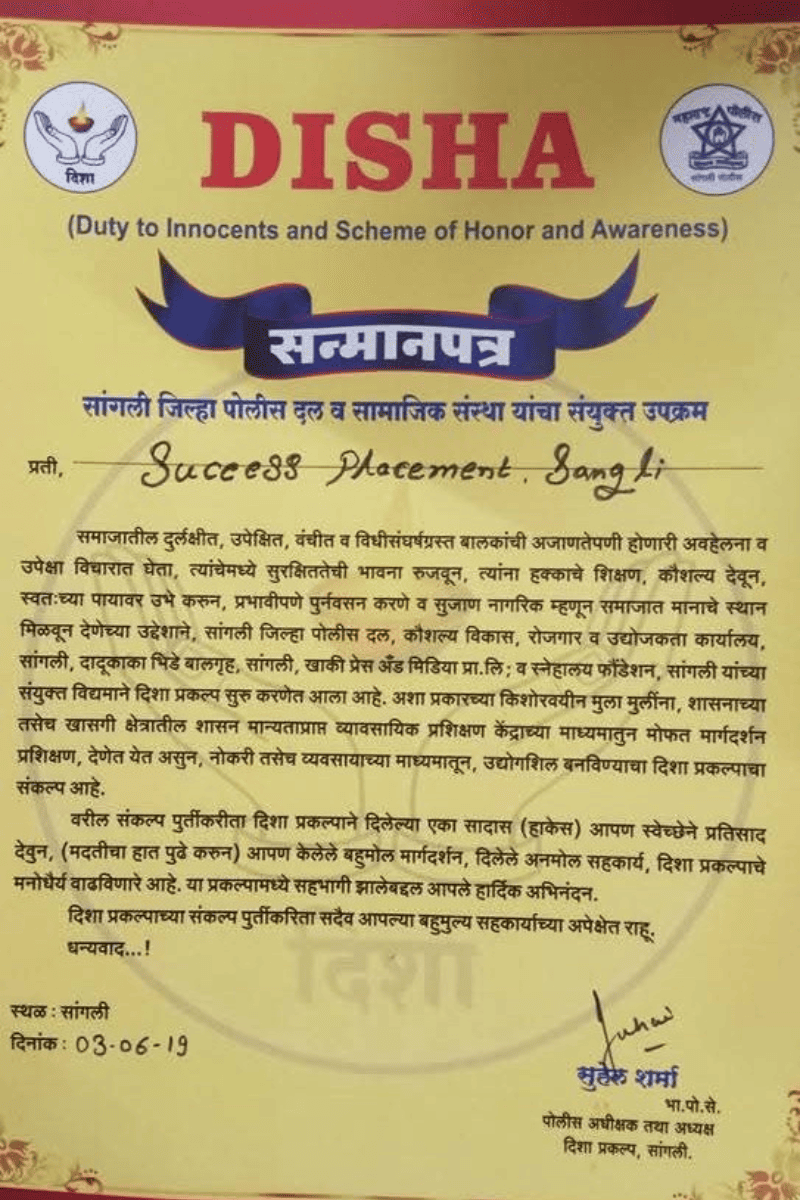 DISHA
दिशा
महाराष्ट्र पोलीस
सांगली पोलीस
(Duty to Innocents and Scheme of Honor and Awareness)
सन्मानपत्र
सांगली जिल्हा पोलीस दल व सामाजिक संस्था यांचा संयुक्त उपक्रम
प्रती, Success Placement. Sangli
समाजातील दुर्लक्षीत, उपेक्षित, वंचीत व विधीसंघर्षग्रस्त बालकांची अजाणतेपणी होणारी अवहेलना व
उपेक्षा विचारात घेता, त्यांचेमध्ये सुरक्षिततेची भावना रुजवून, त्यांना हक्काचे शिक्षण, कौशल्य देवून,
स्वतःच्या पायावर उभे करुन, प्रभावीपणे पुर्नवसन करणे व सुजाण नागरिक म्हणून समाजात मानाचे स्थान
मिळवून देणेच्या उद्देशाने, सांगली जिल्हा पोलीस दल, कौशल्य विकास, रोजगार व उद्योजकता कार्यालय,
सांगली, दादूकाका भिडे बालगृह, सांगली, खाकी प्रेस अँड मिडिया प्रा.लि; व स्नेहालय फौंडेशन, सांगली यांच्या
संयुक्त विद्यमाने दिशा प्रकल्प सुरु करणेत आला आहे. अशा प्रकारच्या किशोरवयीन मुला मुलींना, शासनाच्या
तसेच खासगी क्षेत्रातील शासन मान्यताप्राप्त व्यावसायिक प्रशिक्षण केंद्राच्या माध्यमातुन मोफत मार्गदर्शन
प्रशिक्षण, देणेत येत असुन, नोकरी तसेच व्यवसायाच्या माध्यमातून, उद्योगशिल बनविण्याचा दिशा प्रकल्पाचा
संकल्प आहे.
वरील संकल्प पुर्तीकरीता दिशा प्रकल्पाने दिलेल्या एका सादास (हाकेस) आपण स्वेच्छेने प्रतिसाद
देवुन, (मदतीचा हात पुढे करुन) आपण केलेले बहुमोल मार्गदर्शन, दिलेले अनमोल सहकार्य, दिशा प्रकल्पाचे
मनोधैर्य वाढविणारे आहे. या प्रकल्पामध्ये सहभागी झालेबद्दल आपले हार्दिक अभिनंदन.
दिशा प्रकल्पाच्या संकल्प पुर्तीकरिता सदैव आपल्या बहुमुल्य सहकार्याच्या अपेक्षेत राहू.
धन्यवाद...!
दिशा
स्थळ : सांगली
दिनांक : 03-06-19
सुहेल शर्मा
भा.पो.से.
पोलीस अधीक्षक तथा अध्यक्ष
दिशा प्रकल्प, सांगली.